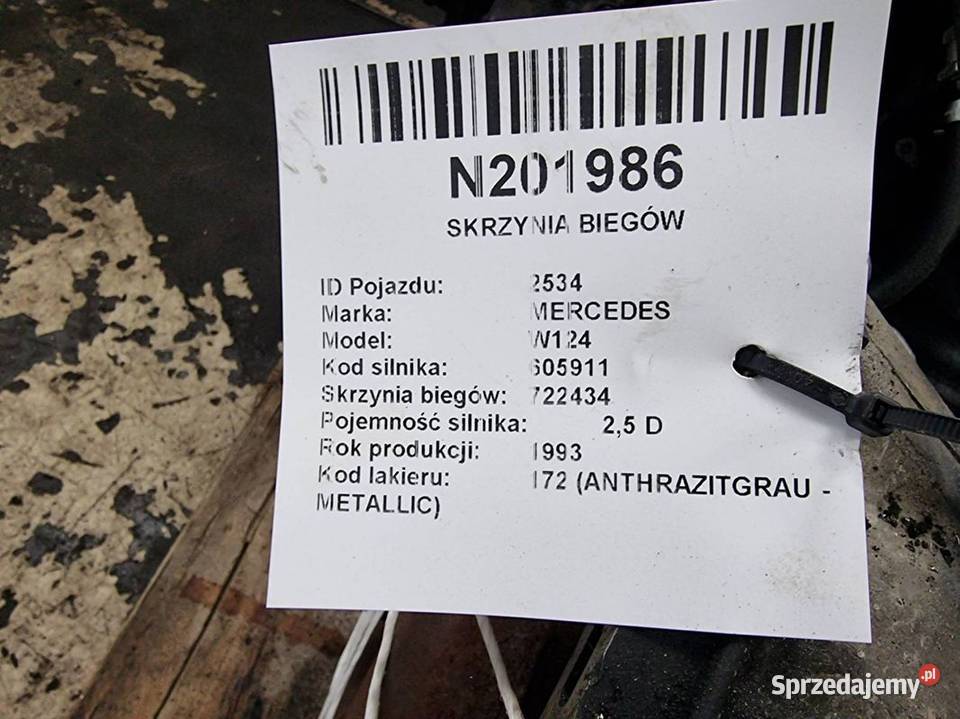 N201986
SKRZYNIA BIEGÓW
ID Pojazdu: 2534
Marka: MERCEDES
Model: W124
Kod silnika: 605911
Skrzynia biegów: 722434
Pojemność silnika: 2,5 D
Rok produkcji: 1993
Kod lakieru: 172 (ANTHRAZITGRAU -
METALLIC)
Sprzedajemy.pl